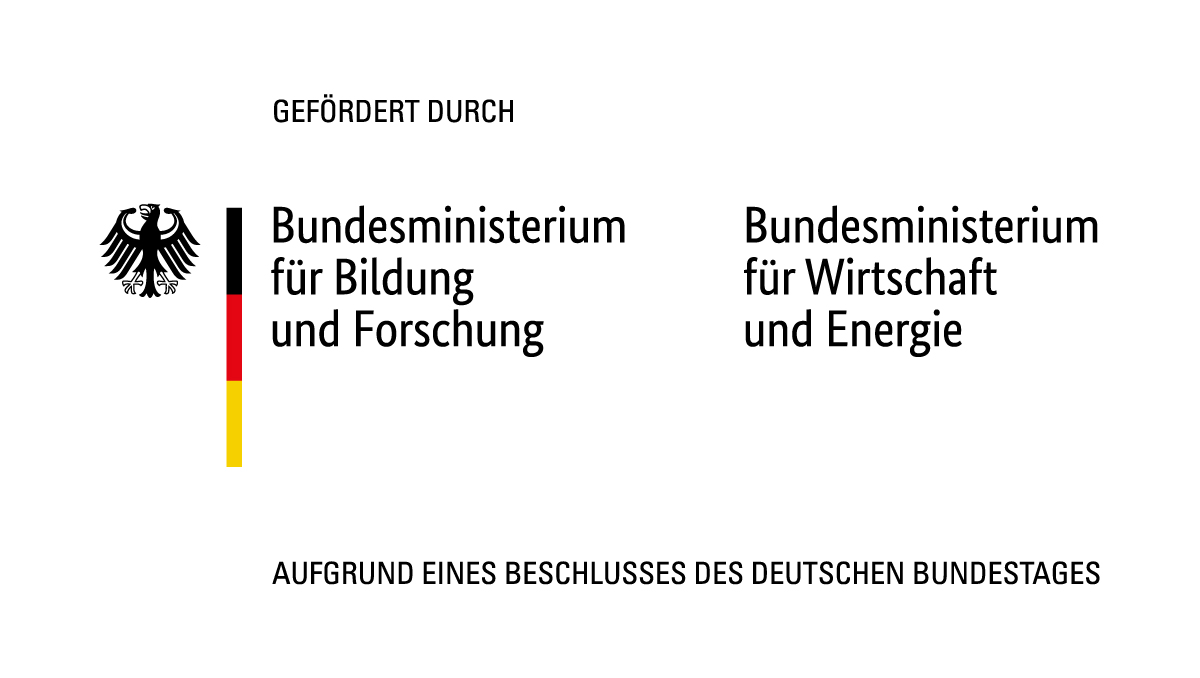 GEFÖRDERT DURCH
Bundesministerium
für Bildung
und Forschung
Bundesministerium
für Wirtschaft
und Energie
AUFGRUND EINES BESCHLUSSES DES DEUTSCHEN BUNDESTAGES